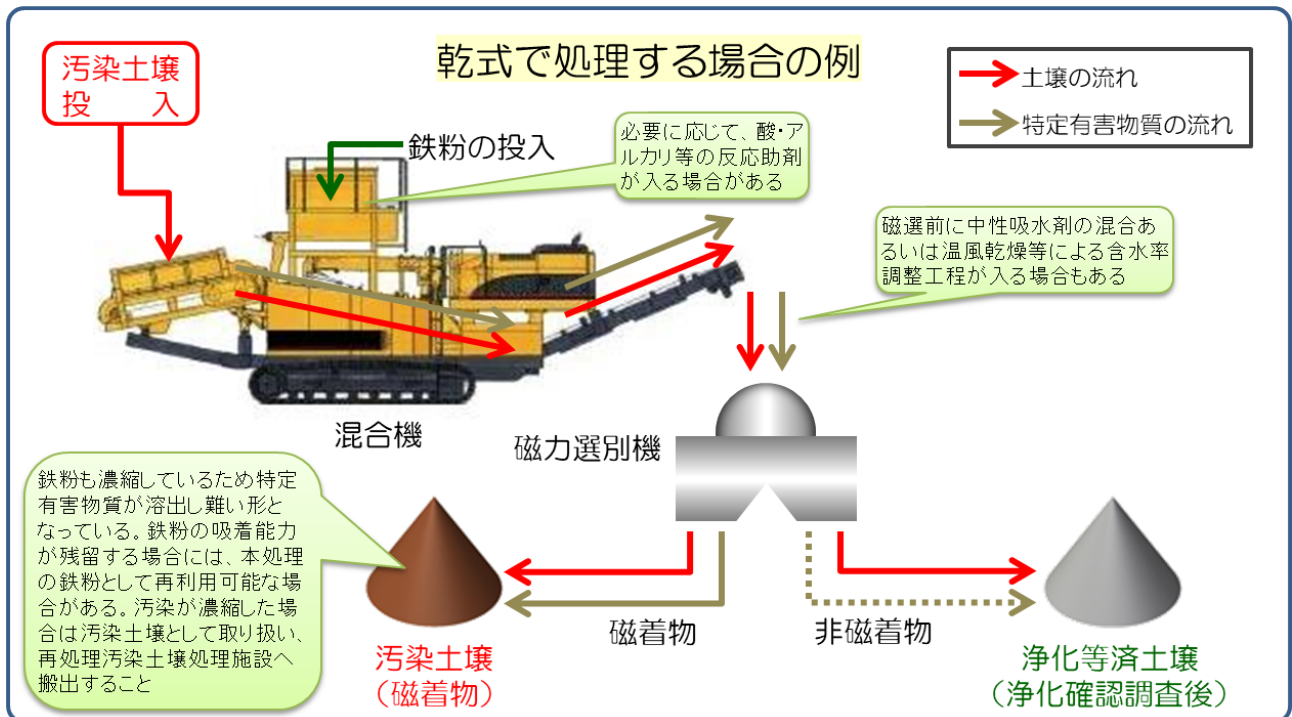 乾式で処理する場合の例
汚染土壌
投　入
土壌の流れ
特定有害物質の流れ
鉄粉の投入
必要に応じて、酸・ア
ルカリ等の反応助剤
が入る場合がある
磁選前に中性吸水剤の混合あ
るいは温風乾燥等による含水率
調整工程が入る場合もある
混合機
磁力選別機
鉄粉も濃縮しているため特定
有害物質が溶出し難い形と
なっている。鉄粉の吸着能力
が残留する場合には、本処理
の鉄粉として再利用可能な場
合がある。汚染が濃縮した場
合は汚染土壌として取り扱い、
再処理汚染土壌処理施設へ
搬出すること
磁着物
非磁着物
汚染土壌
（磁着物）
浄化等済土壌
（浄化確認調査後）